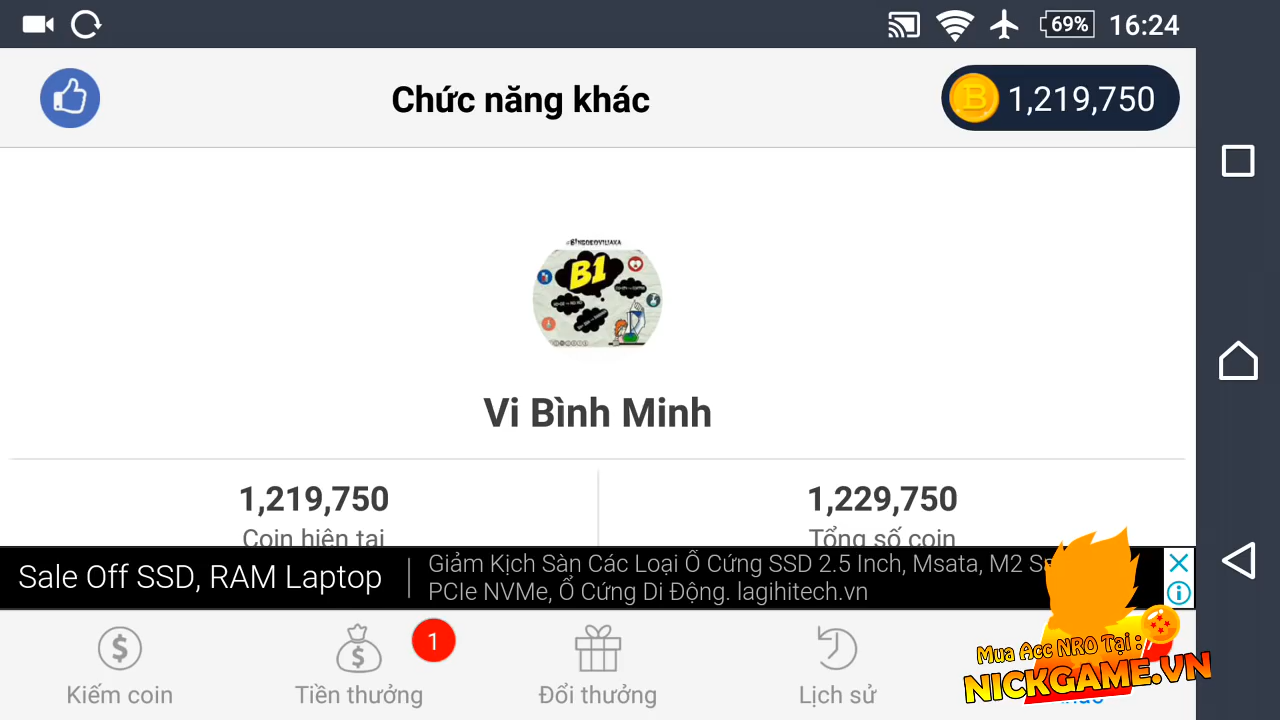 69% 16:24
Chức năng khác
1,219,750
B1
Vi Bình Minh
1,219,750
1,229,750
Coin hiện tại
Tổng số coin
Sale Off SSD, RAM Laptop
Giảm Kịch Sàn Các Loại Ổ Cứng SSD 2.5 Inch, Msata, M2
PCIe NVMe, Ổ Cứng Di Động. lagihitech.vn
1
Kiếm coin
Tiền thưởng
Đổi thưởng
Lịch sử
Mua Acc NRO Tại :
NICKGAME.VN